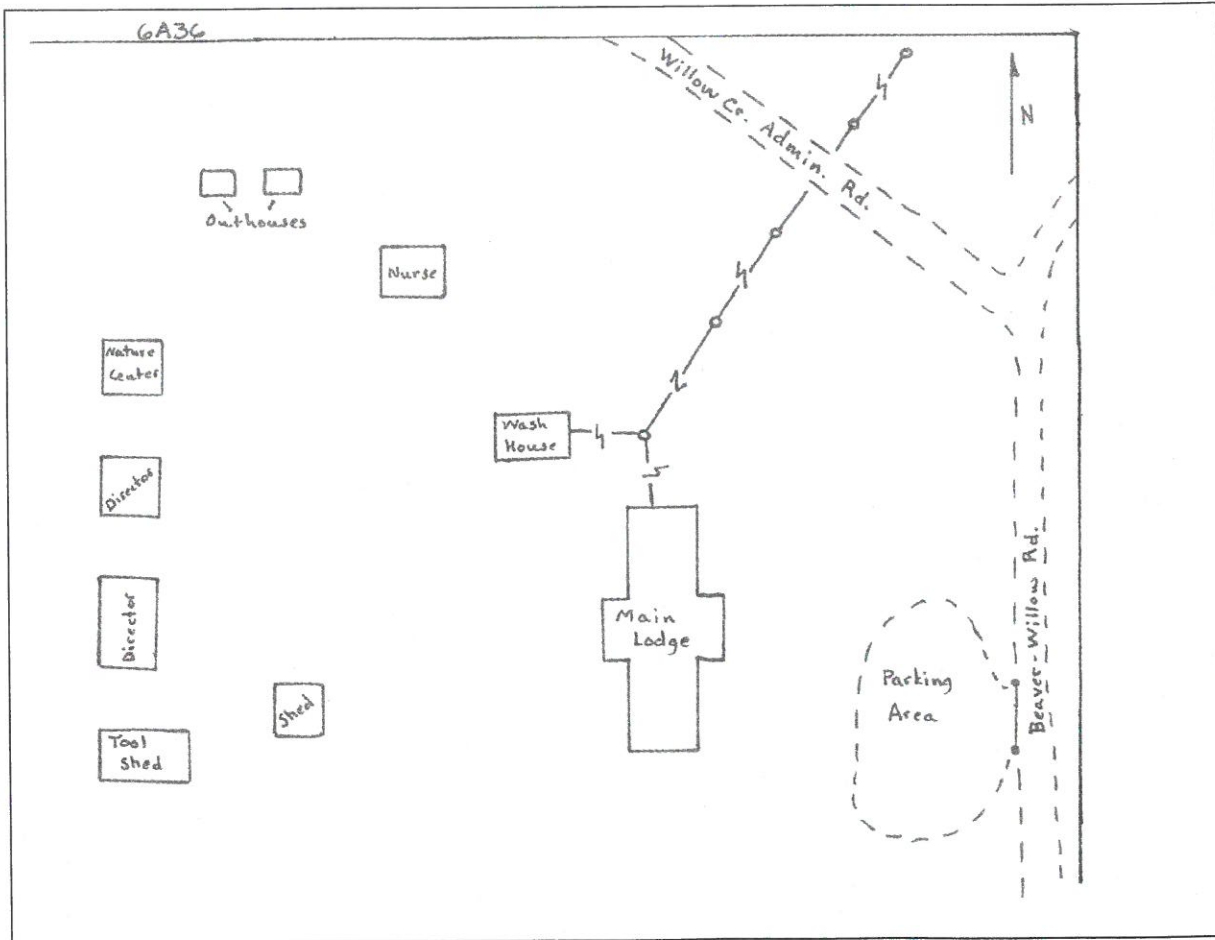 6A36
Willow Cr. Admin. Rd.
N
Outhouses
Nurse
Nature
Center
Wash
House
Director
Director
Main
Lodge
Beaver-Willow Rd.
Parking
Area
Shed
Tool
Shed